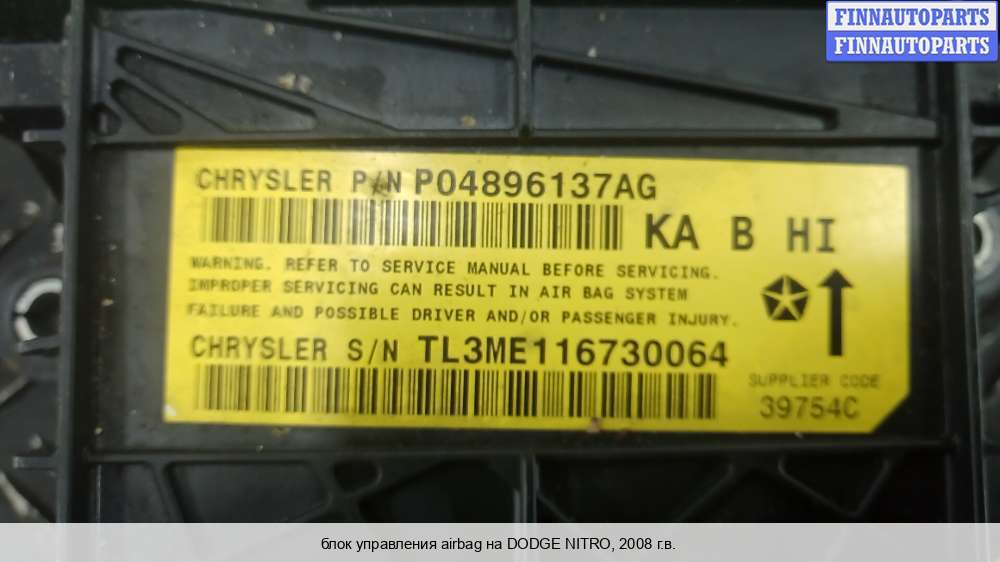 FINNAUTOPARTS
FINNAUTOPARTS
CHRYSLER P/N P04896137AG
KA B HI
WARNING. REFER TO SERVICE MANUAL BEFORE SERVICING.
IMPROPER SERVICING CAN RESULT IN AIR BAG SYSTEM
FAILURE AND POSSIBLE DRIVER AND/OR PASSENGER INJURY.
CHRYSLER S/N TL3ME116730064
SUPPLIER CODE
39754C
блок управления airbag на DODGE NITRO, 2008 г.в.